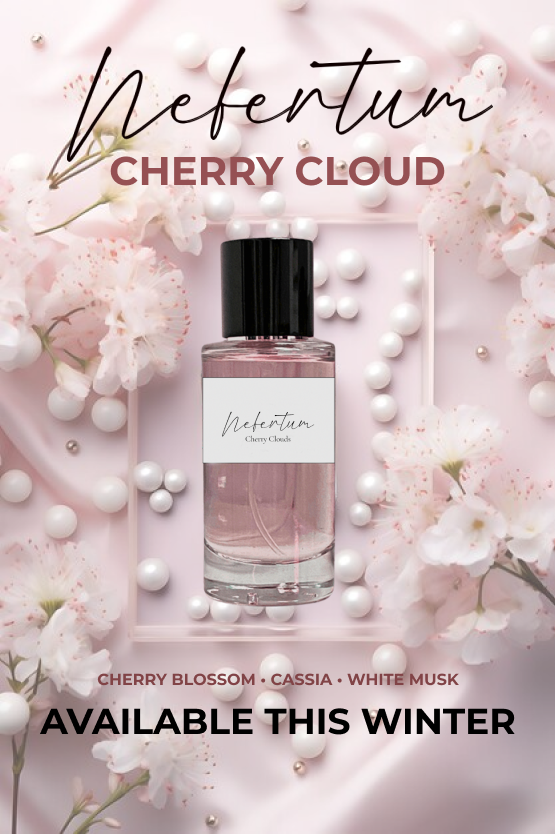 Nefertum
CHERRY CLOUD
Nefertum
Cherry Clouds
CHERRY BLOSSOM • CASSIA • WHITE MUSK
AVAILABLE THIS WINTER